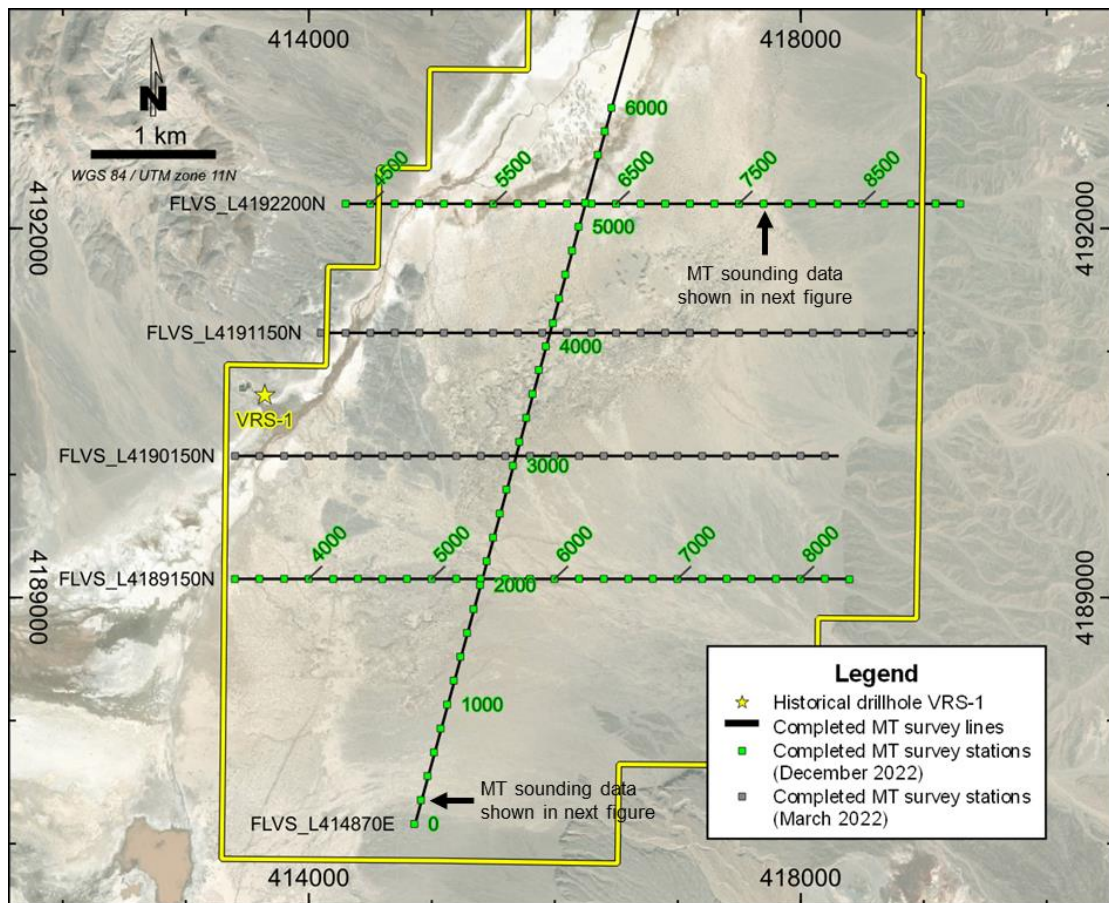 414000
418000
N
1 km
WGS 84 / UTM zone 11N
6000
4500
5500
6500
7500
8500
FLVS_L4192200N
4192000
5000
4192000
MT sounding data
shown in next figure
FLVS_L4191150N
4000
VRS-1
FLVS_L4190150N
3000
4000
5000
6000
7000
8000
FLVS_L4189150N
2000
4189000
4189000
1000
MT sounding data
shown in next figure
FLVS_L414870E
0
Legend
Historical drillhole VRS-1
Completed MT survey lines
Completed MT survey stations
(December 2022)
Completed MT survey stations
(March 2022)
414000
418000